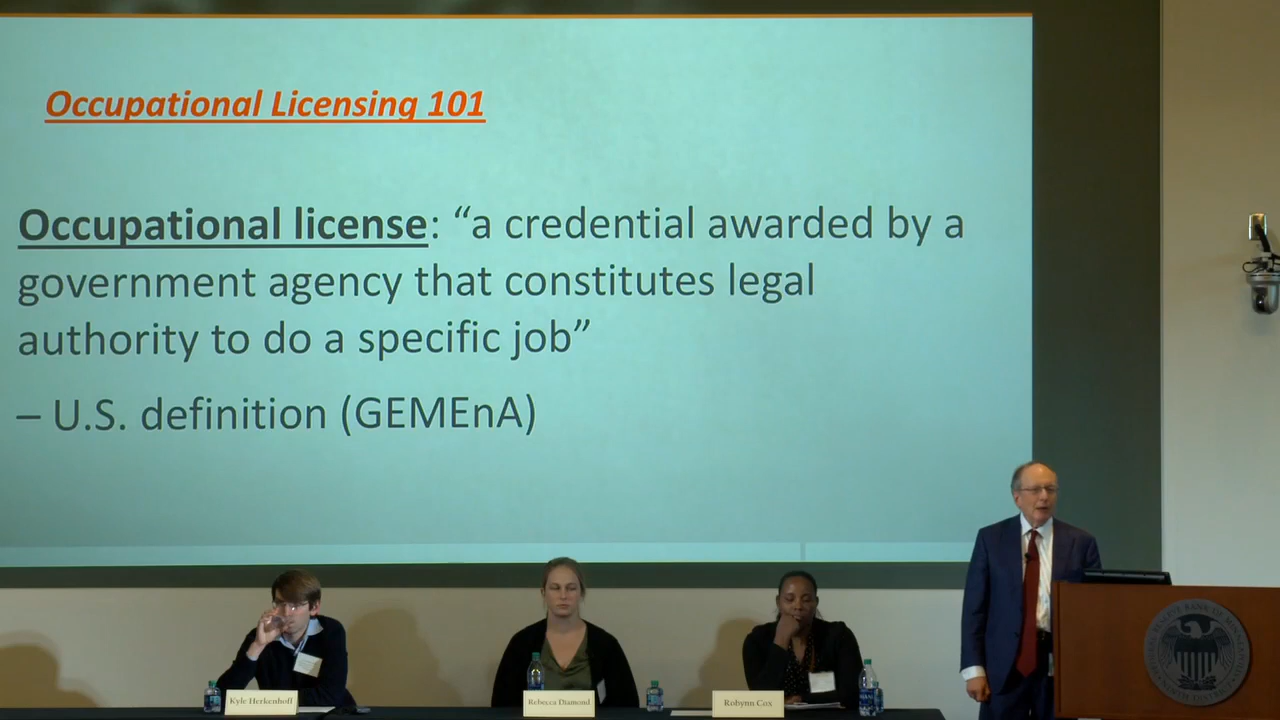 Occupational Licensing 101
Occupational license: “a credential awarded by a
government agency that constitutes legal
authority to do a specific job”
– U.S. definition (GEMEnA)
Kyle Herkenhoff
Rebecca Diamond
Robynn Cox